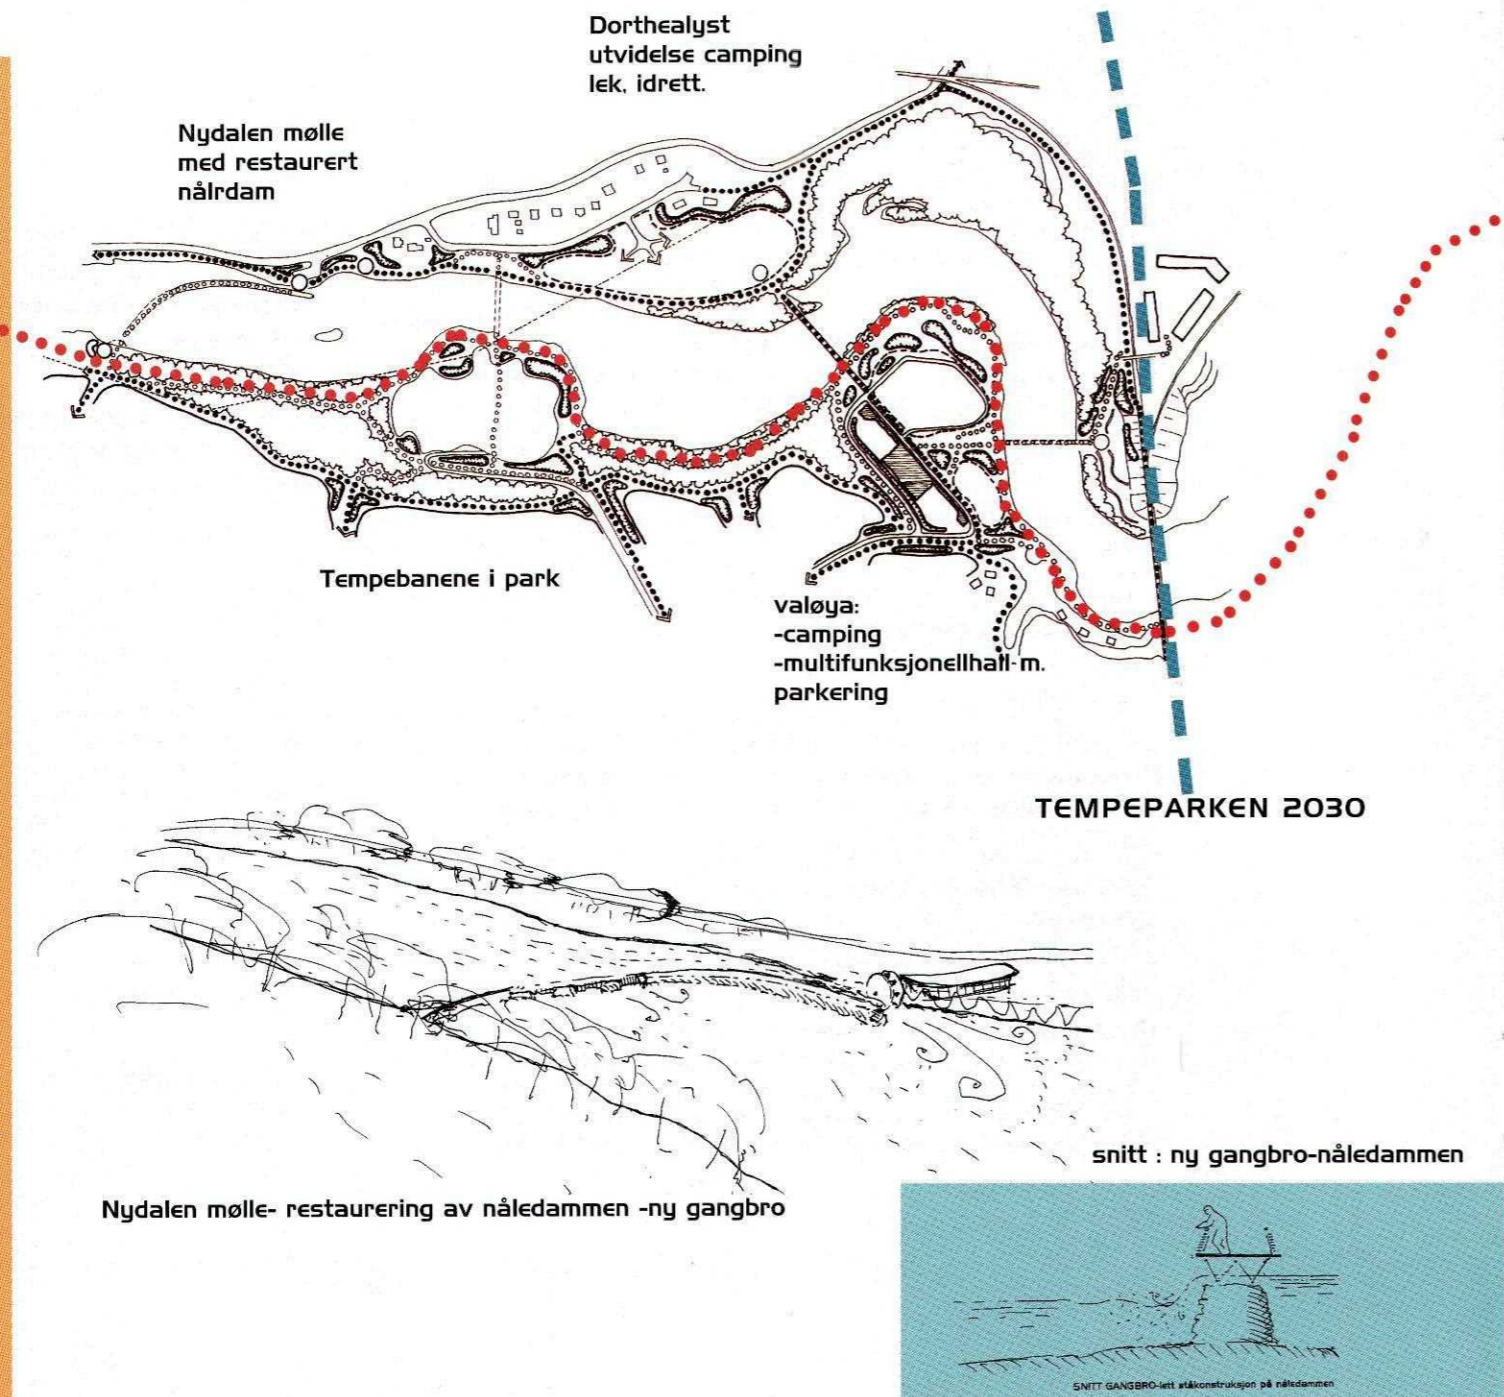 Dorthealyst
utvidelse camping
lek, idrett.
Nydalen mølle
med restaurert
nålrdam
Tempebanene i park
valøya:
-camping
-multifunksjonellhall-m.
parkering
TEMPEPARKEN 2030
snitt : ny gangbro-nåledammen
Nydalen mølle- restaurering av nåledammen -ny gangbro
SNITT GANGBRO-lett stålkonstruksjon på nåledammen